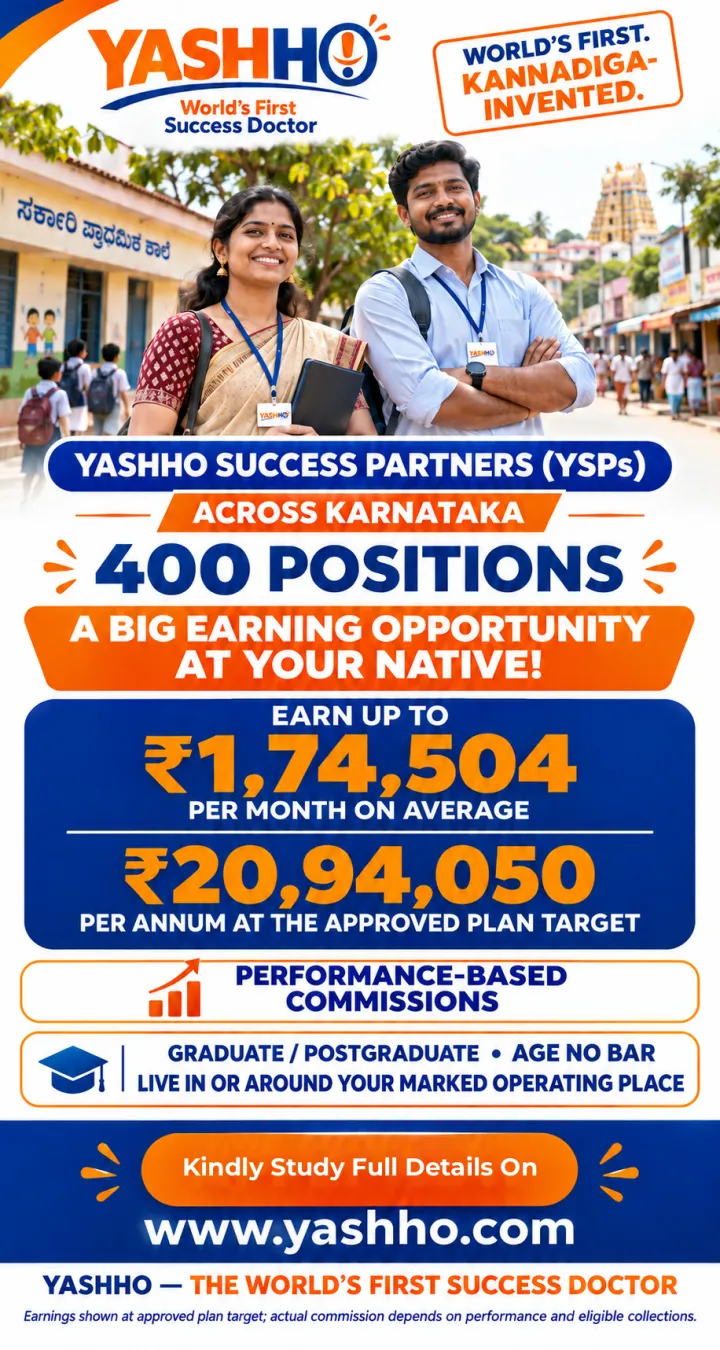 YASHHO
World's First
Success Doctor
WORLD'S FIRST.
KANNADIGA-
INVENTED.
ಸರ್ಕಾರಿ ಪ್ರಾಥಮಿಕ ಶಾಲೆ
YASHHO
YASHHO
YASHHO SUCCESS PARTNERS (YSPs)
ACROSS KARNATAKA
400 POSITIONS
A BIG EARNING OPPORTUNITY
AT YOUR NATIVE!
EARN UP TO
₹1,74,504
PER MONTH ON AVERAGE
₹20,94,050
PER ANNUM AT THE APPROVED PLAN TARGET
PERFORMANCE-BASED
COMMISSIONS
GRADUATE / POSTGRADUATE • AGE NO BAR
LIVE IN OR AROUND YOUR MARKED OPERATING PLACE
Kindly Study Full Details On
www.yashho.com
YASHHO — THE WORLD'S FIRST SUCCESS DOCTOR
Earnings shown at approved plan target; actual commission depends on performance and eligible collections.